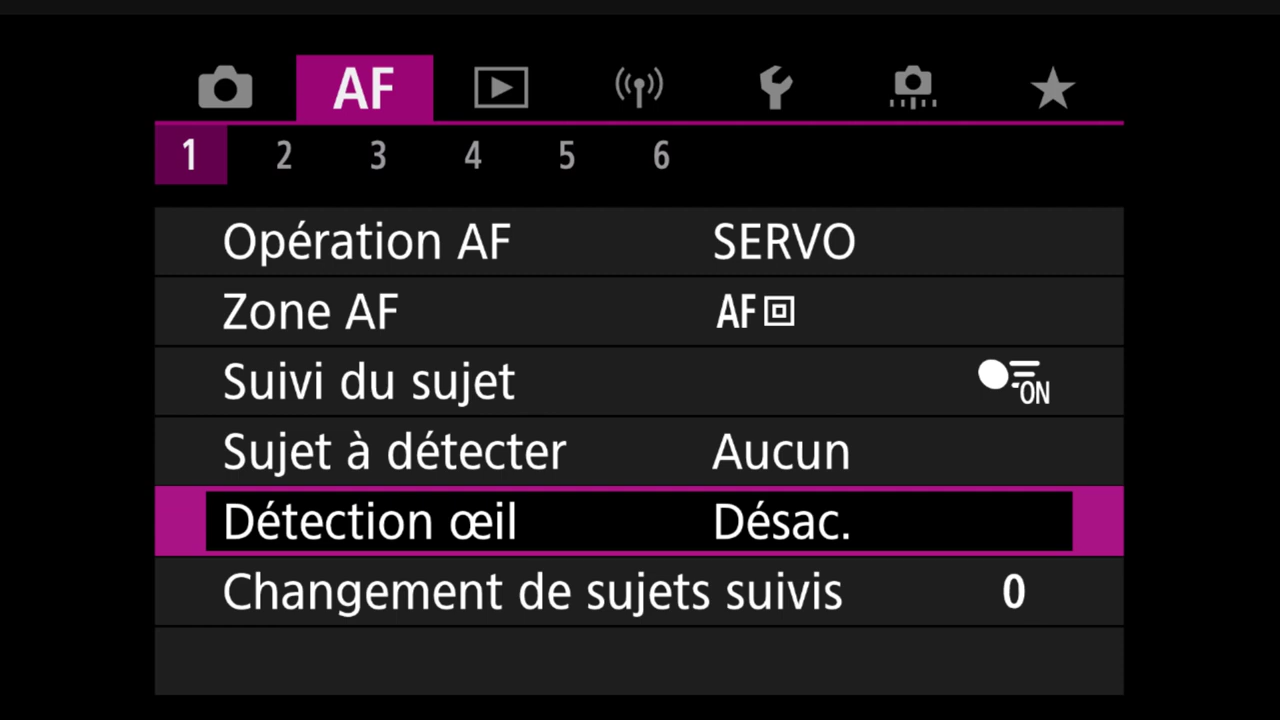 AF
1 2 3 4 5 6
Opération AF SERVO
Zone AF AF
Suivi du sujet ON
Sujet à détecter Aucun
Détection œil Désac.
Changement de sujets suivis 0